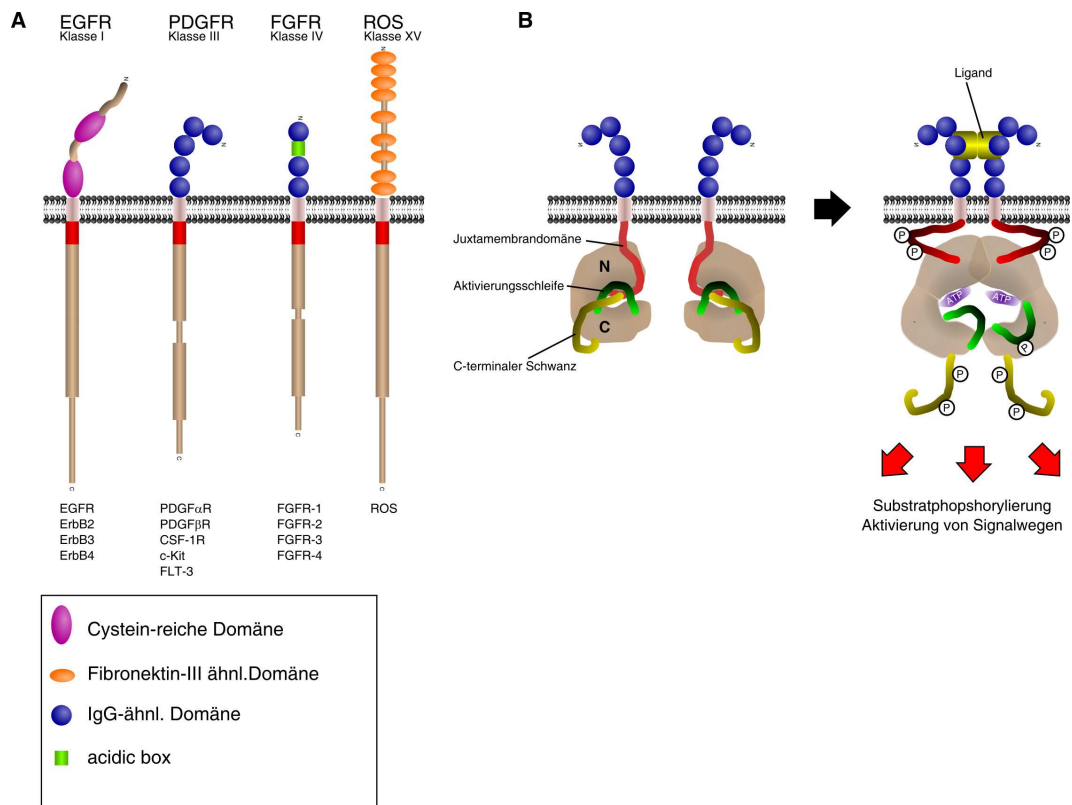 A
EGFR
Klasse I
PDGFR
Klasse III
FGFR
Klasse IV
ROS
Klasse XV
N
N
N
N
C
C
C
C
EGFR
ErbB2
ErbB3
ErbB4
PDGFαR
PDGFβR
CSF-1R
c-Kit
FLT-3
FGFR-1
FGFR-2
FGFR-3
FGFR-4
ROS
Cystein-reiche Domäne
Fibronektin-III ähnl.Domäne
IgG-ähnl. Domäne
acidic box
B
N
N
Juxtamembrandomäne
Aktivierungsschleife
C-terminaler Schwanz
N
C
Ligand
N
N
P
P
P
P
ATP
ATP
P
P
P
P
P
Substratphopshorylierung
Aktivierung von Signalwegen